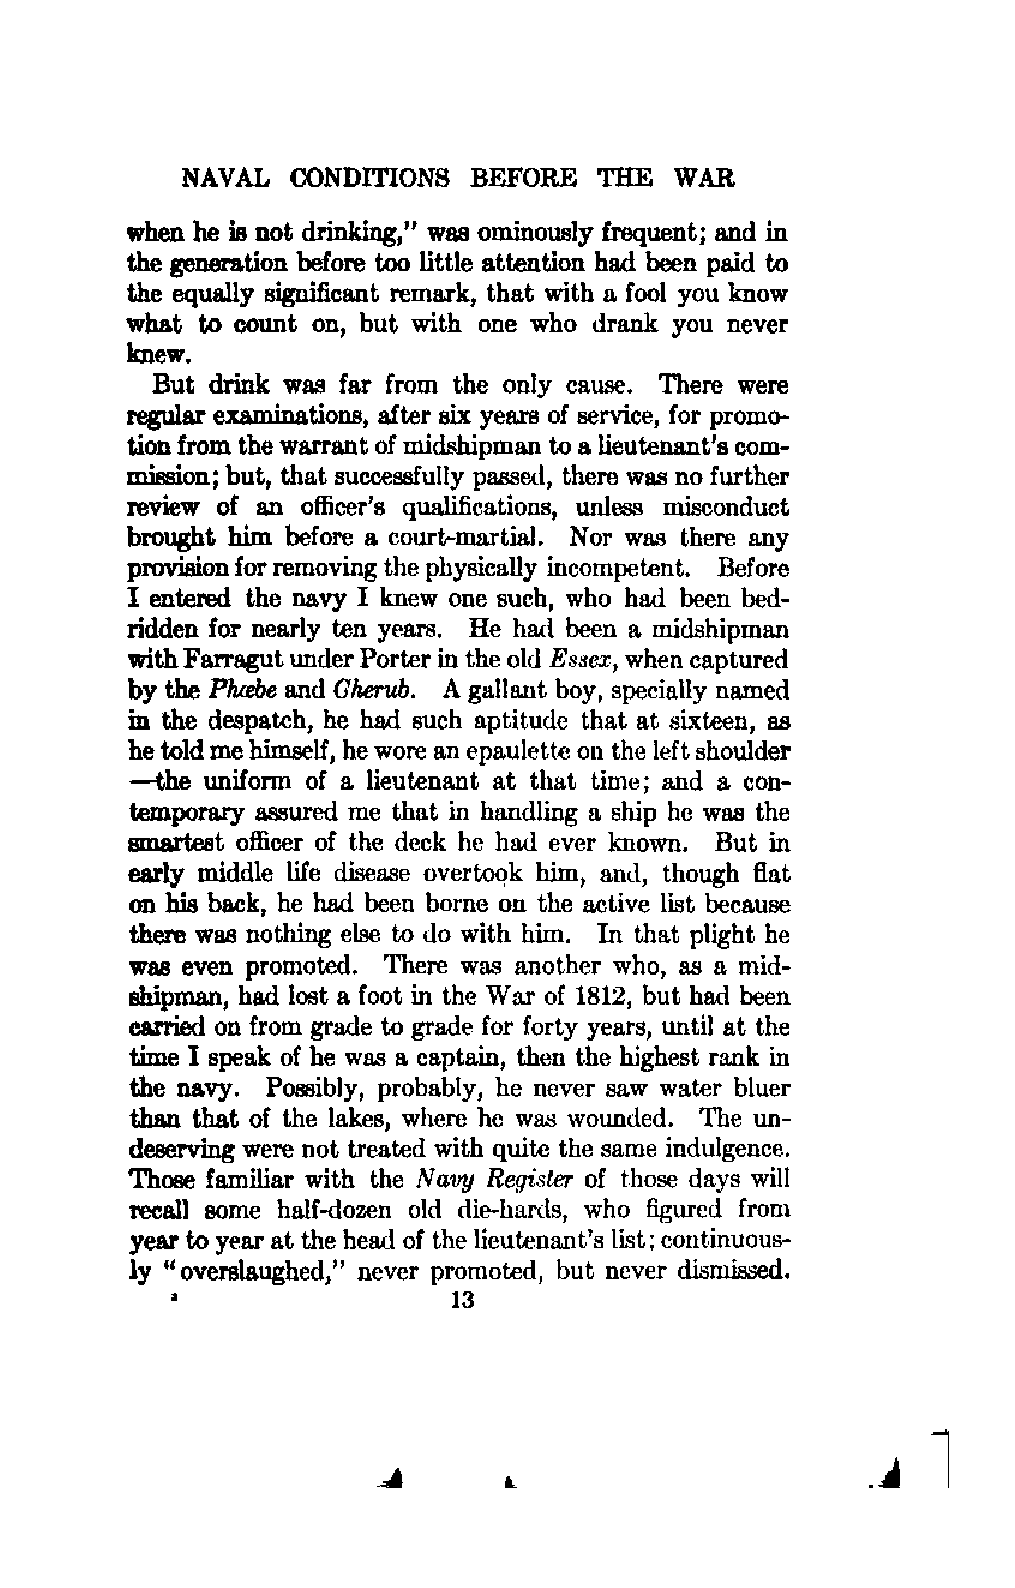 NAVAL CONDITIONS BEFORE THE WAR
when he is not drinking,” was ominously frequent; and in
the generation before too little attention had been paid to
the equally significant remark, that with a fool you know
what to count on, but with one who drank you never
knew.
But drink was far from the only cause. There were
regular examinations, after six years of service, for promo-
tion from the warrant of midshipman to a lieutenant's com-
mission; but, that successfully passed, there was no further
review of an officer's qualifications, unless misconduct
brought him before a court-martial. Nor was there any
provision for removing the physically incompetent. Before
I entered the navy I knew one such, who had been bed-
ridden for nearly ten years. He had been a midshipman
with Farragut under Porter in the old Essex, when captured
by the Phœbe and Cherub. A gallant boy, specially named
in the despatch, he had such aptitude that at sixteen, as
he told me himself, he wore an epaulette on the left shoulder
—the uniform of a lieutenant at that time; and a con-
temporary assured me that in handling a ship he was the
smartest officer of the deck he had ever known. But in
early middle life disease overtook him, and, though flat
on his back, he had been borne on the active list because
there was nothing else to do with him. In that plight he
was even promoted. There was another who, as a mid-
shipman, had lost a foot in the War of 1812, but had been
carried on from grade to grade for forty years, until at the
time I speak of he was a captain, then the highest rank in
the navy. Possibly, probably, he never saw water bluer
than that of the lakes, where he was wounded. The un-
deserving were not treated with quite the same indulgence.
Those familiar with the Navy Register of those days will
recall some half-dozen old die-hards, who figured from
year to year at the head of the lieutenant's list; continuous-
ly “overslaughed,” never promoted, but never dismissed.
13